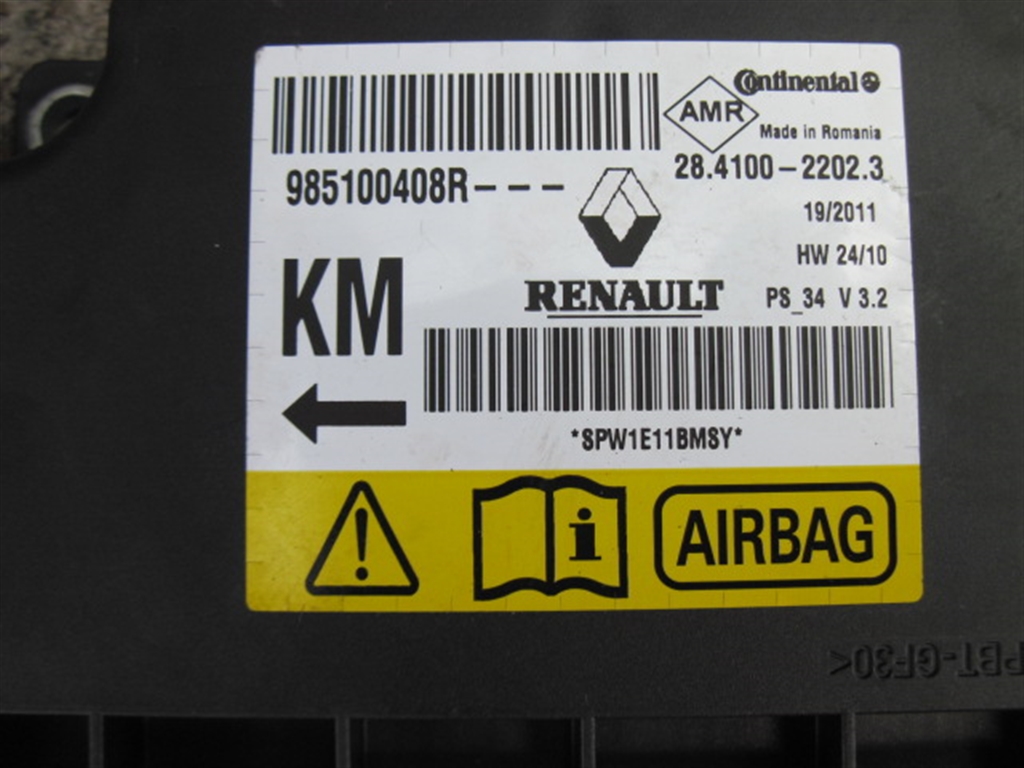 Continental
AMR
Made in Romania
985100408R---
28.4100-2202.3
19/2011
HW 24/10
KM
RENAULT
PS_34 V 3.2
*SPW1E11BMSY*
i
AIRBAG
PBT-GF30<